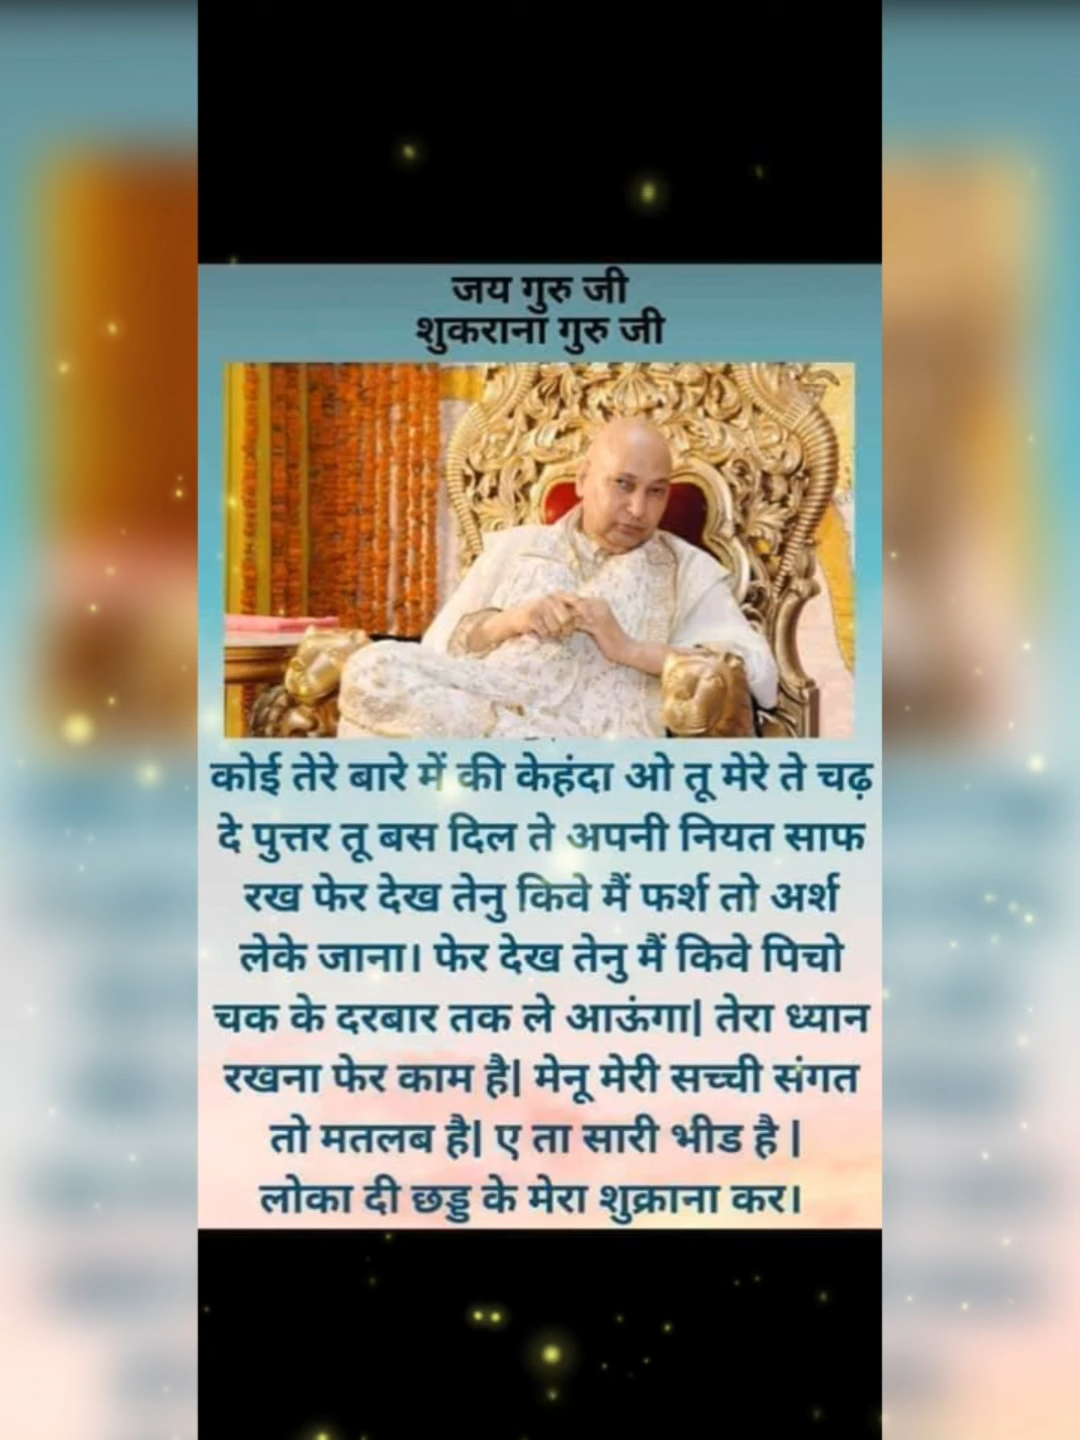 जय गुरु जी
शुकराना गुरु जी
कोई तेरे बारे में की केहंदा ओ तू मेरे ते चढ़
दे पुत्तर तू बस दिल ते अपनी नियत साफ
रख फेर देख तेनु किवे मैं फर्श तो अर्श
लेके जाना। फेर देख तेनु मैं किवे पिचो
चक के दरबार तक ले आऊंगा| तेरा ध्यान
रखना फेर काम है| मेनू मेरी सच्ची संगत
तो मतलब है| ए ता सारी भीड है |
लोका दी छड्ड के मेरा शुक्राना कर।